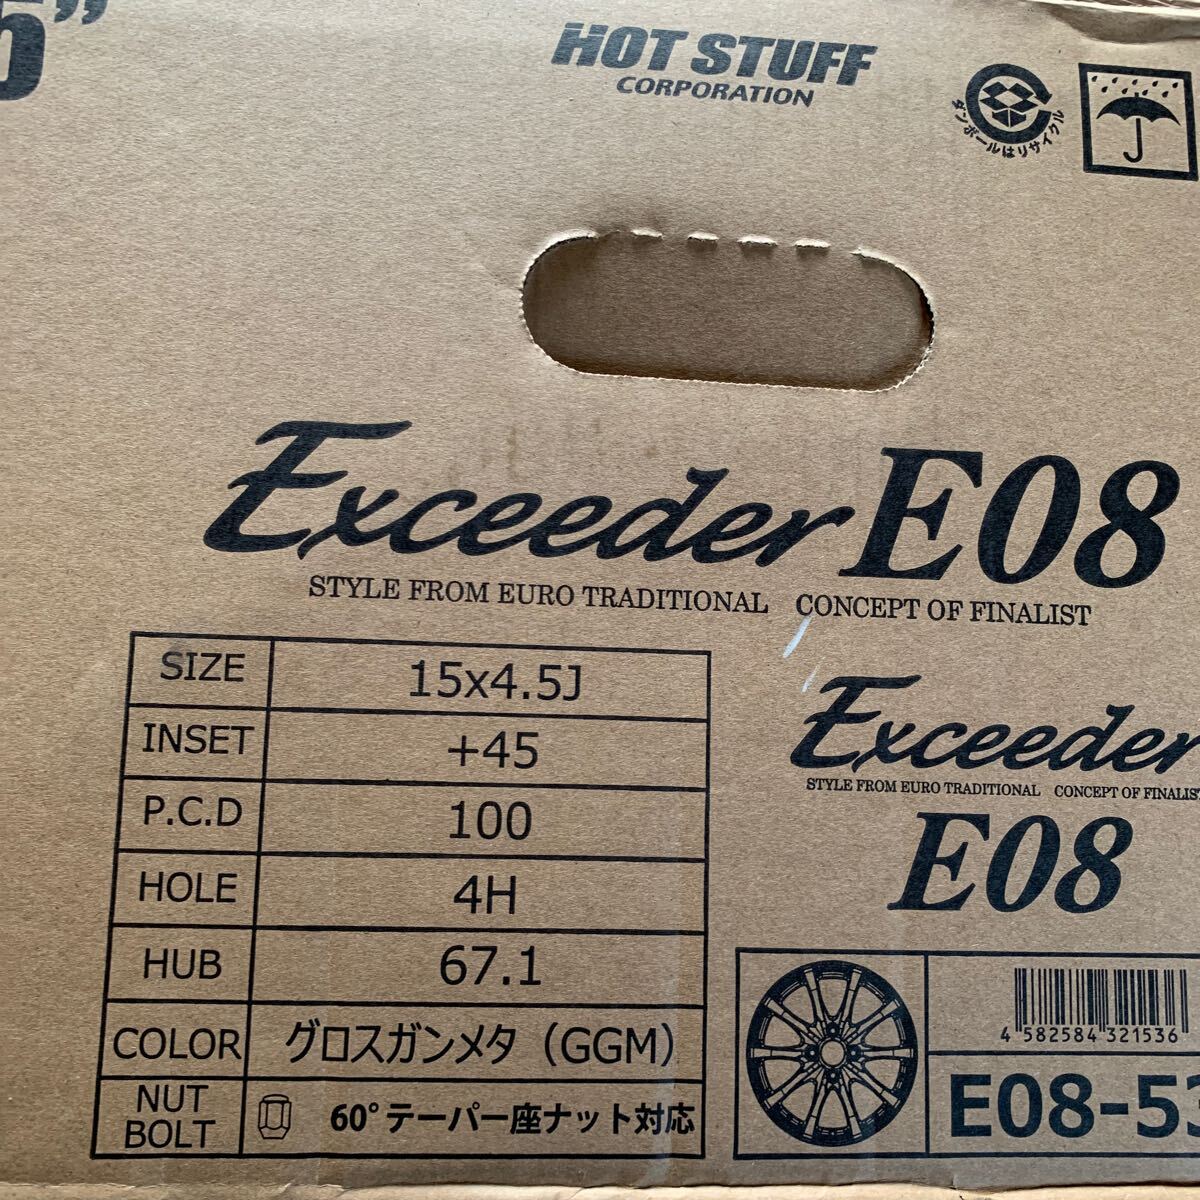 5”
HOT STUFF
CORPORATION
ダンボールはリサイクル
Exceeder E08
STYLE FROM EURO TRADITIONAL CONCEPT OF FINALIST
SIZE 15x4.5J
INSET +45
P.C.D 100
HOLE 4H
HUB 67.1
COLOR グロスガンメタ（GGM）
NUT BOLT 60°テーパー座ナット対応
Exceeder
STYLE FROM EURO TRADITIONAL CONCEPT OF FINALIST
E08
4 582584 321536
E08-53